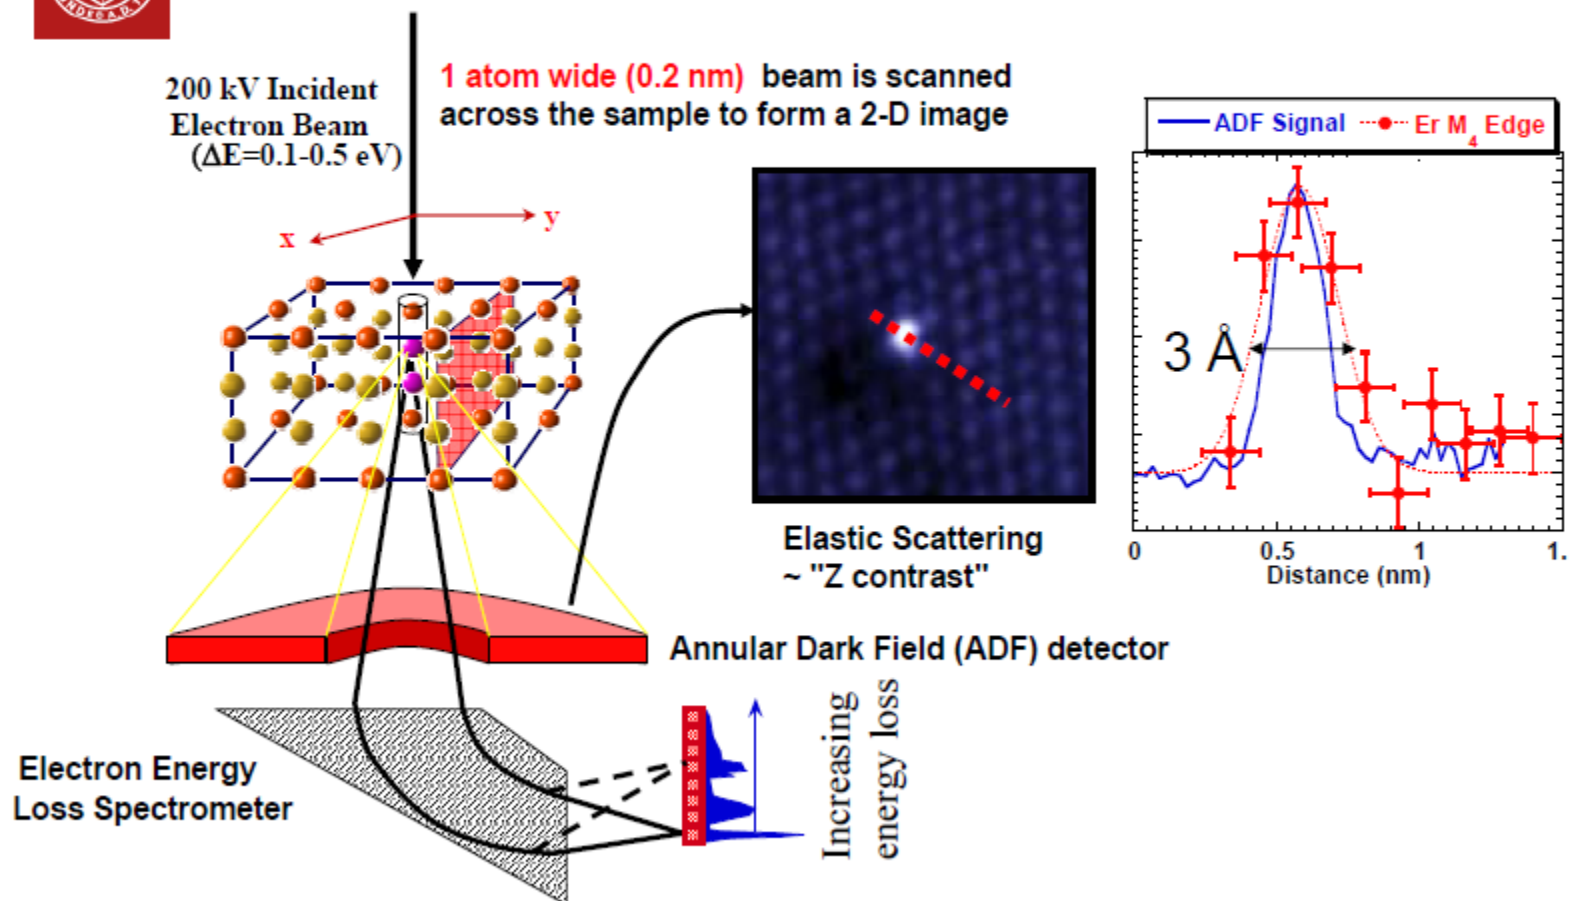 NDED A.D.
200 kV Incident
Electron Beam
(ΔE=0.1-0.5 eV)
1 atom wide (0.2 nm) beam is scanned
across the sample to form a 2-D image
x
y
ADF Signal
Er M4 Edge
3 Å
0
0.5
1
1.
Distance (nm)
Elastic Scattering
~ "Z contrast"
Annular Dark Field (ADF) detector
Increasing
energy loss
Electron Energy
Loss Spectrometer